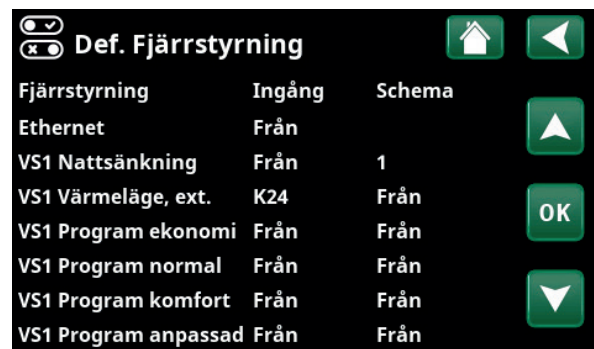 Def. Fjärrstyrning
Fjärrstyrning Ingång Schema
Ethernet Från
VS1 Nattsänkning Från 1
VS1 Värmeläge, ext. K24 Från
OK
VS1 Program ekonomi Från Från
VS1 Program normal Från Från
VS1 Program komfort Från Från
VS1 Program anpassad Från Från